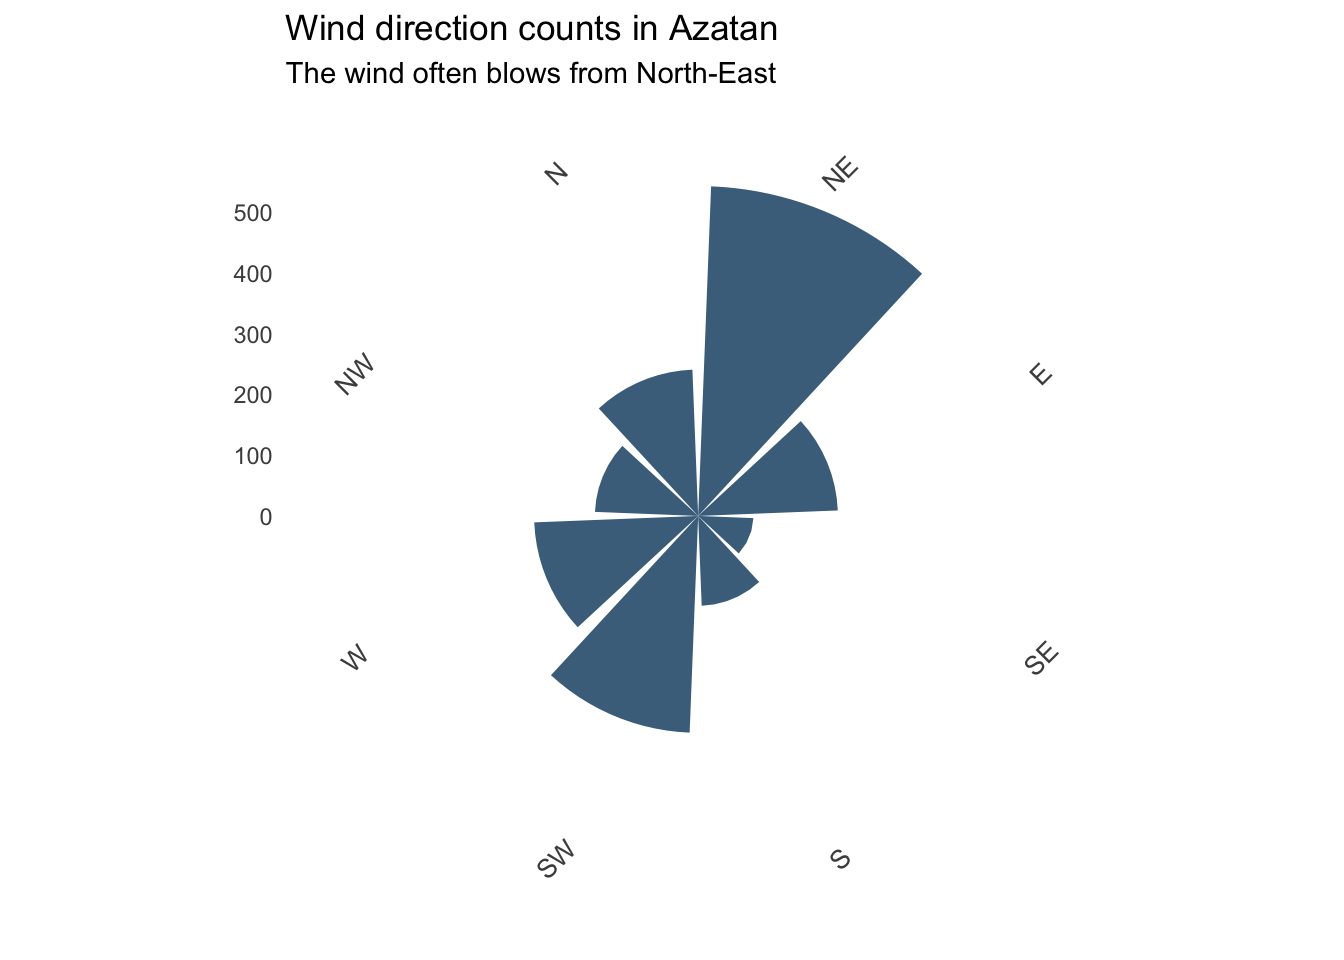 Wind direction counts in Azatan
The wind often blows from North-East
N
NE
500
400
300
NW
E
200
100
0
W
SE
SW
S